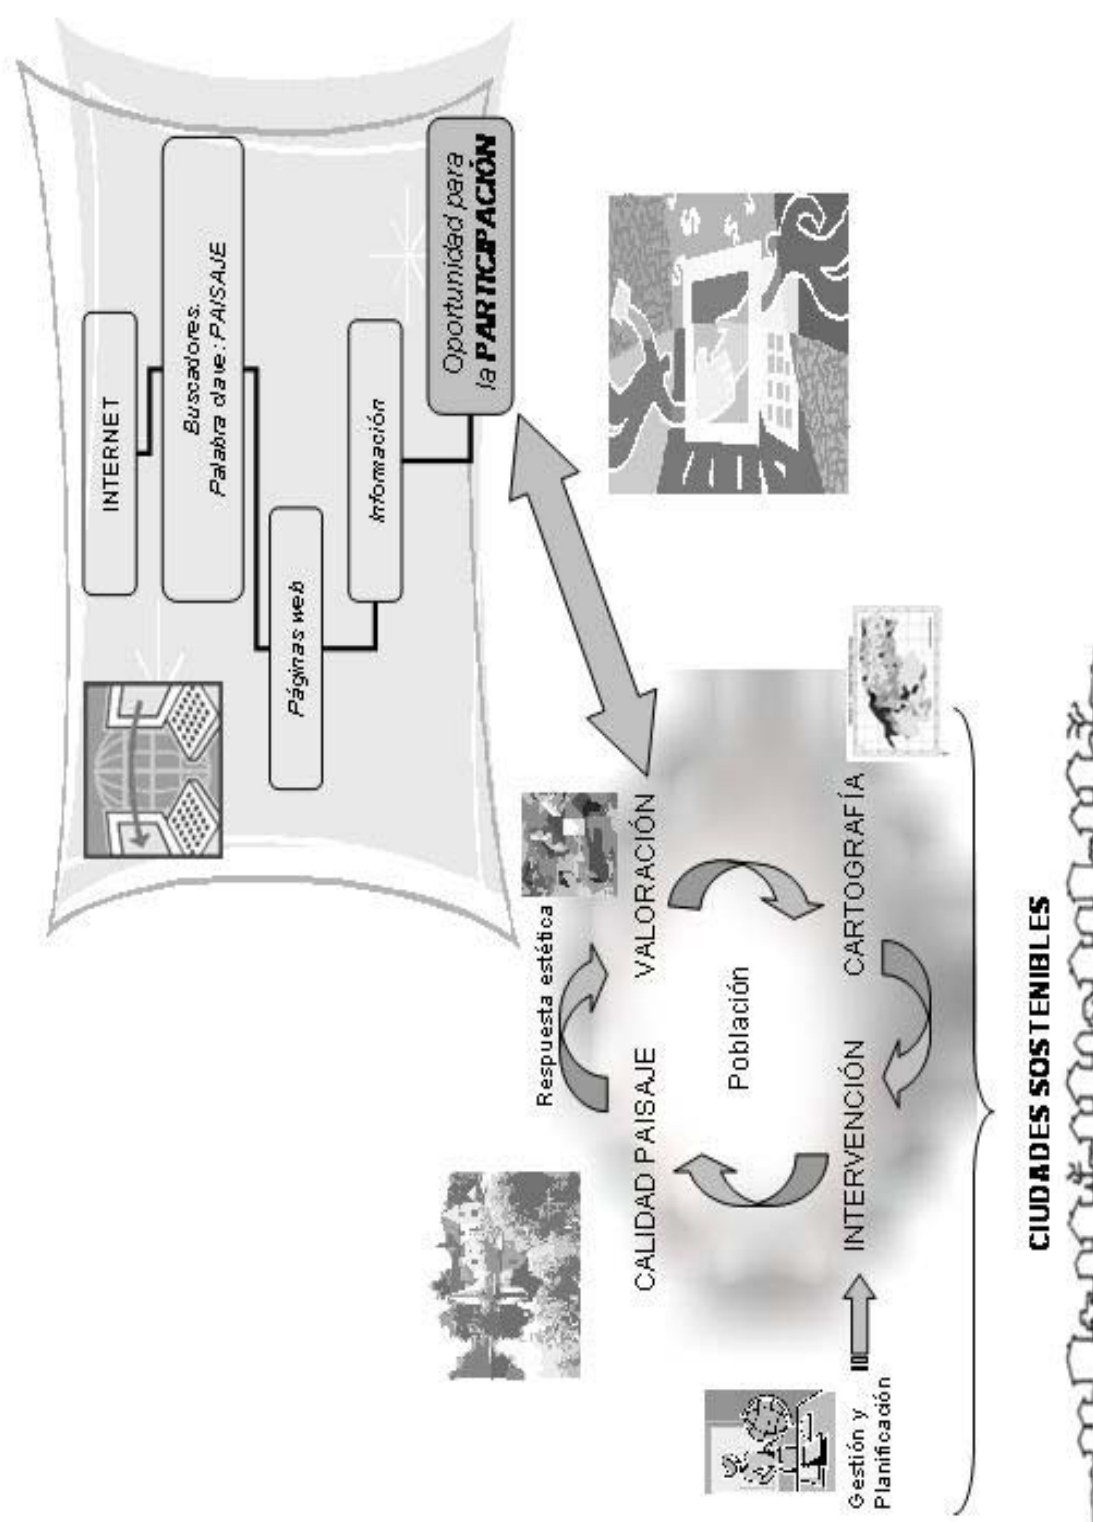 INTERNET
Buscadores.
Palabra clave: PAISAJE
Páginas web
Información
Oportunidad para
la PARTICIPACIÓN
Respuesta estética
CALIDAD PAISAJE
VALORACIÓN
Población
INTERVENCIÓN
CARTOGRAFÍA
Gestión y
Planificación
CIUDADES SOSTENIBLES